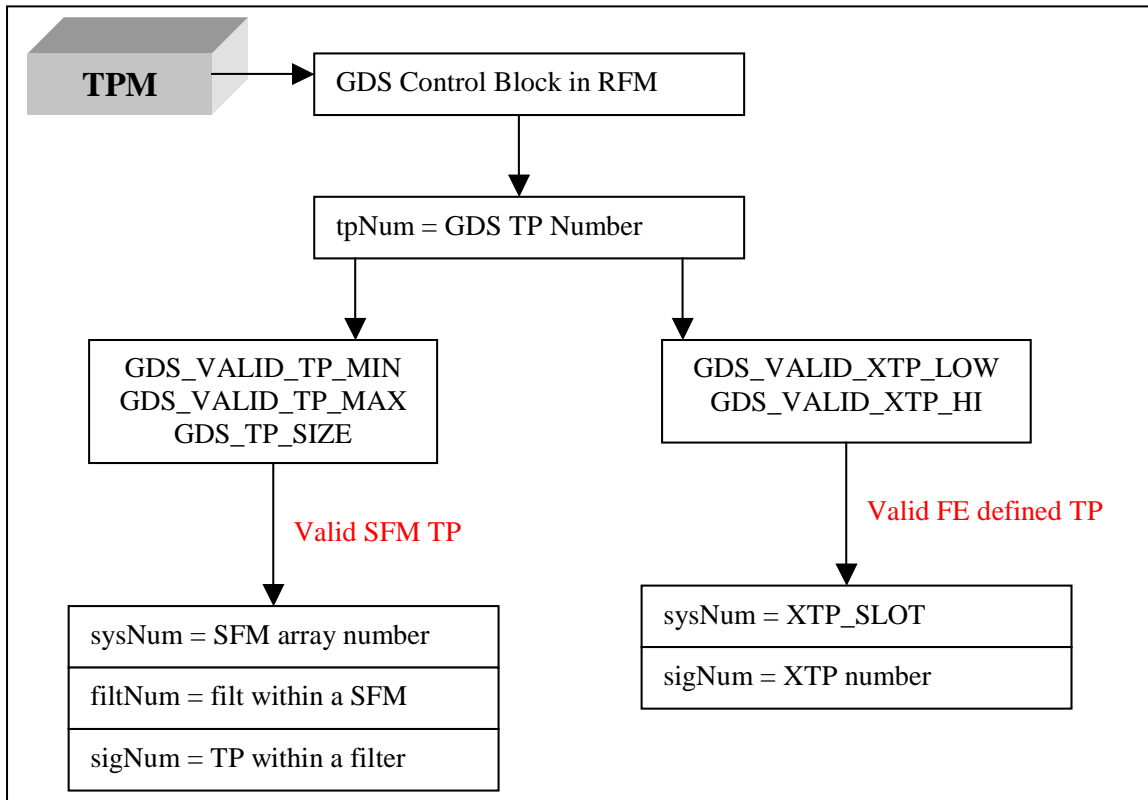 TPM
GDS Control Block in RFM
tpNum = GDS TP Number
GDS_VALID_TP_MIN
GDS_VALID_TP_MAX
GDS_TP_SIZE
GDS_VALID_XTP_LOW
GDS_VALID_XTP_HI
Valid SFM TP
Valid FE defined TP
sysNum = SFM array number
filtNum = filt within a SFM
sigNum = TP within a filter
sysNum = XTP_SLOT
sigNum = XTP number